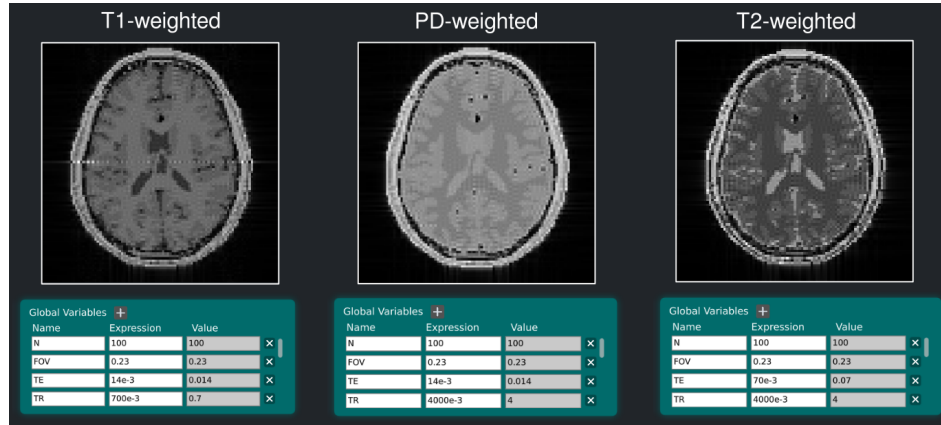 T1-weighted PD-weighted T2-weighted
Global Variables +
Name Expression Value
N 100 100 ×
FOV 0.23 0.23 ×
TE 14e-3 0.014 ×
TR 700e-3 0.7 ×
Global Variables +
Name Expression Value
N 100 100 ×
FOV 0.23 0.23 ×
TE 14e-3 0.014 ×
TR 4000e-3 4 ×
Global Variables +
Name Expression Value
N 100 100 ×
FOV 0.23 0.23 ×
TE 70e-3 0.07 ×
TR 4000e-3 4 ×